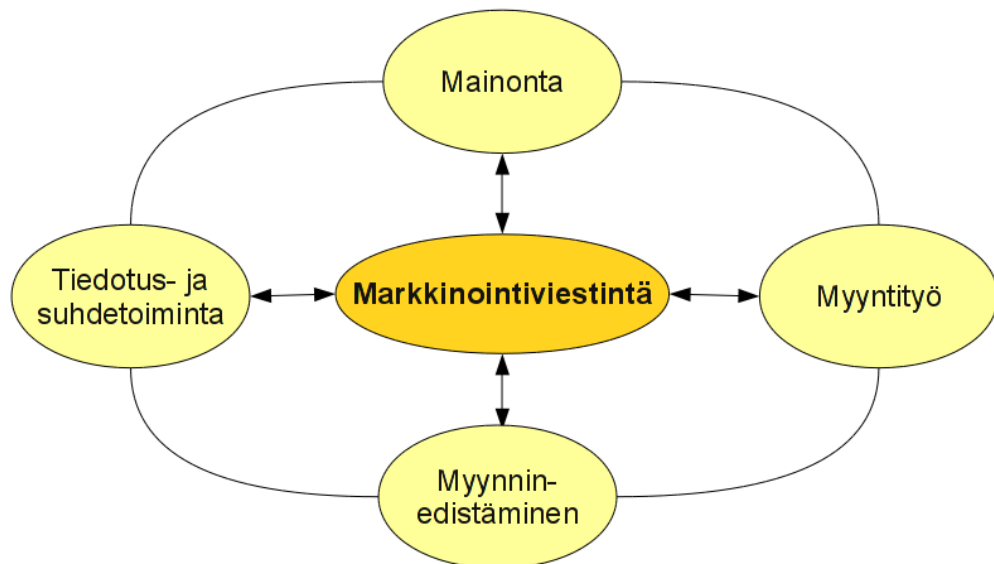 Mainonta
Tiedotus- ja
suhdetoiminta
Markkinointiviestintä
Myyntityö
Myynnin-
edistäminen